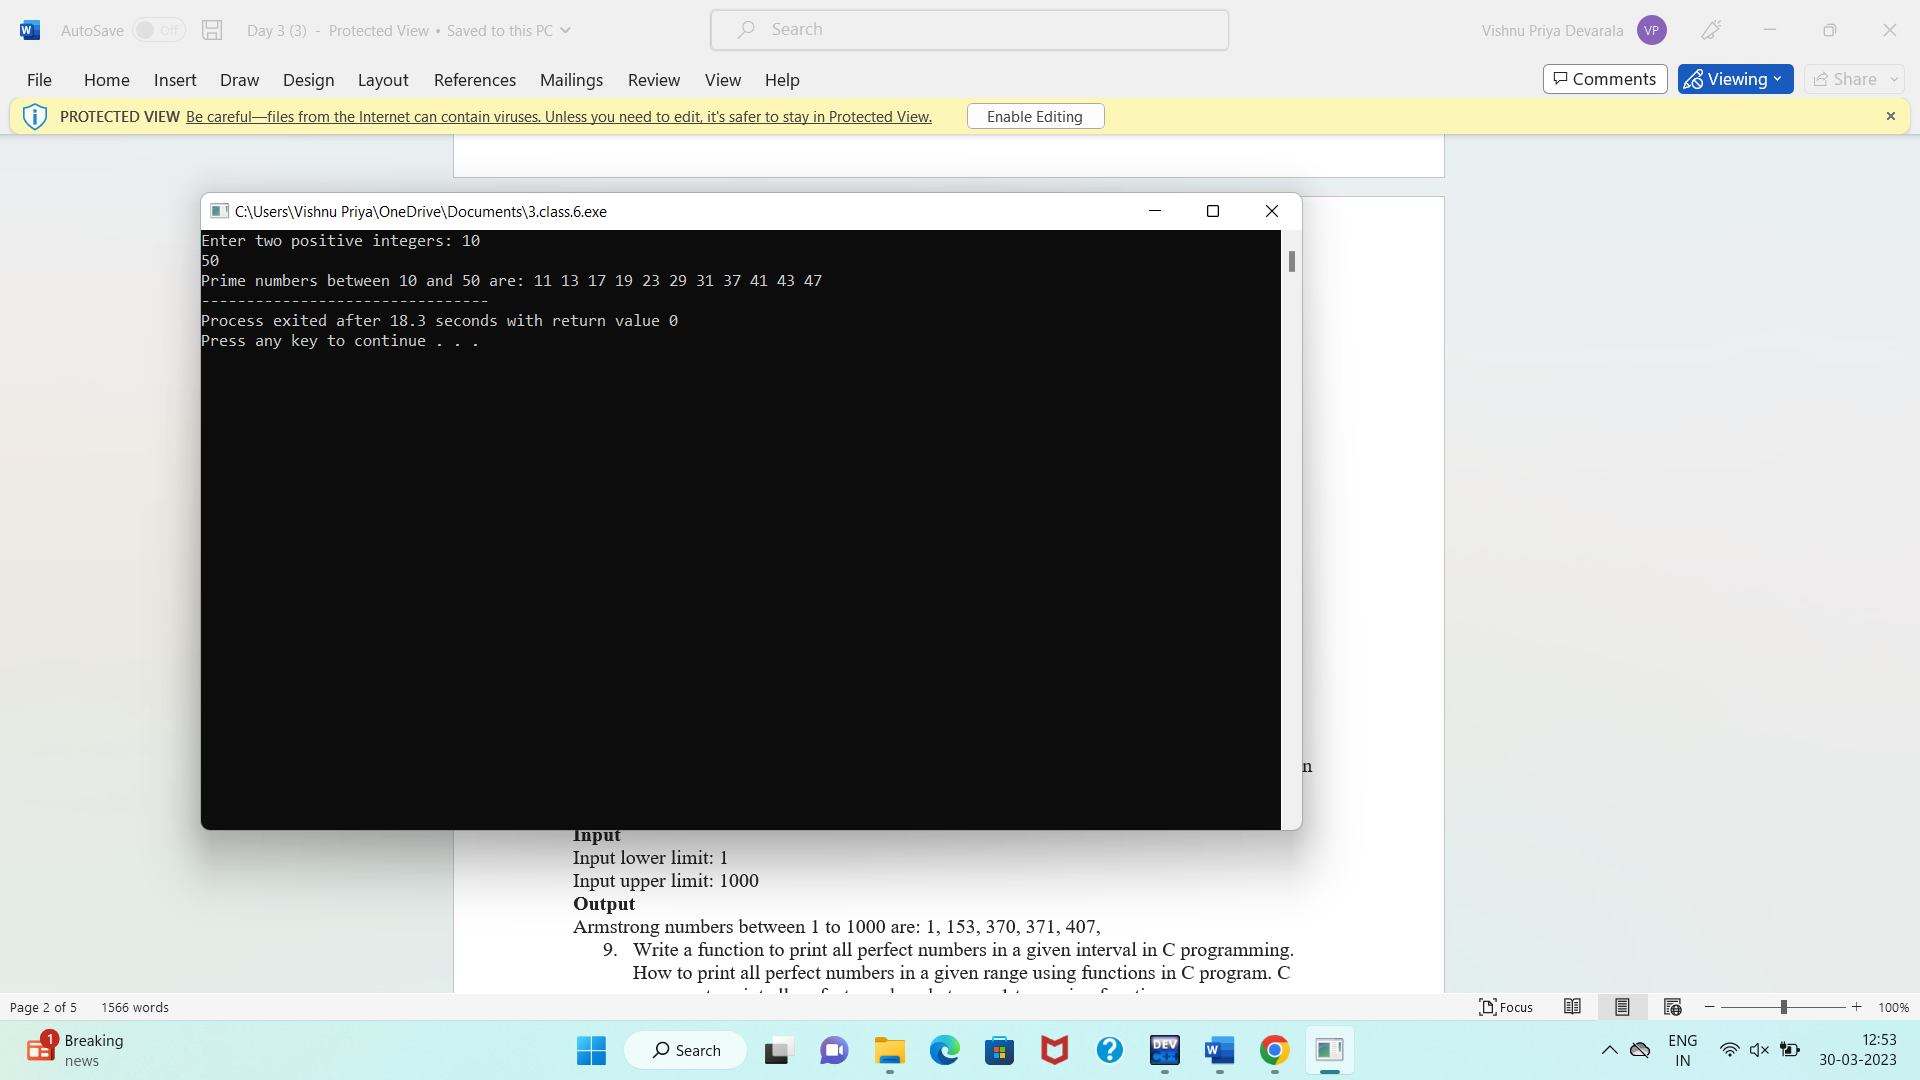 AutoSave Off Day 3 (3) - Protected View • Saved to this PC Search Vishnu Priya Devarala VP
File Home Insert Draw Design Layout References Mailings Review View Help Comments Viewing Share
PROTECTED VIEW Be careful—files from the Internet can contain viruses. Unless you need to edit, it's safer to stay in Protected View. Enable Editing
C:\Users\Vishnu Priya\OneDrive\Documents\3.class.6.exe
Enter two positive integers: 10
50
Prime numbers between 10 and 50 are: 11 13 17 19 23 29 31 37 41 43 47
--------------------------------
Process exited after 18.3 seconds with return value 0
Press any key to continue . . .
n
Input
Input lower limit: 1
Input upper limit: 1000
Output
Armstrong numbers between 1 to 1000 are: 1, 153, 370, 371, 407,
9. Write a function to print all perfect numbers in a given interval in C programming.
How to print all perfect numbers in a given range using functions in C program. C
Page 2 of 5 1566 words Focus 100%
1 Breaking
news
Search
DEV
C++
W
ENG
IN
12:53
30-03-2023